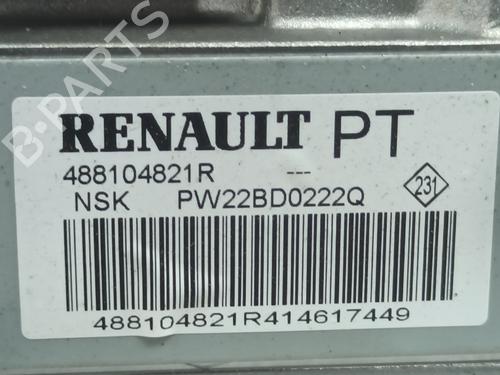 B-PARTS
RENAULT PT
488104821R ---
NSK PW22BD0222Q
231
488104821R414617449